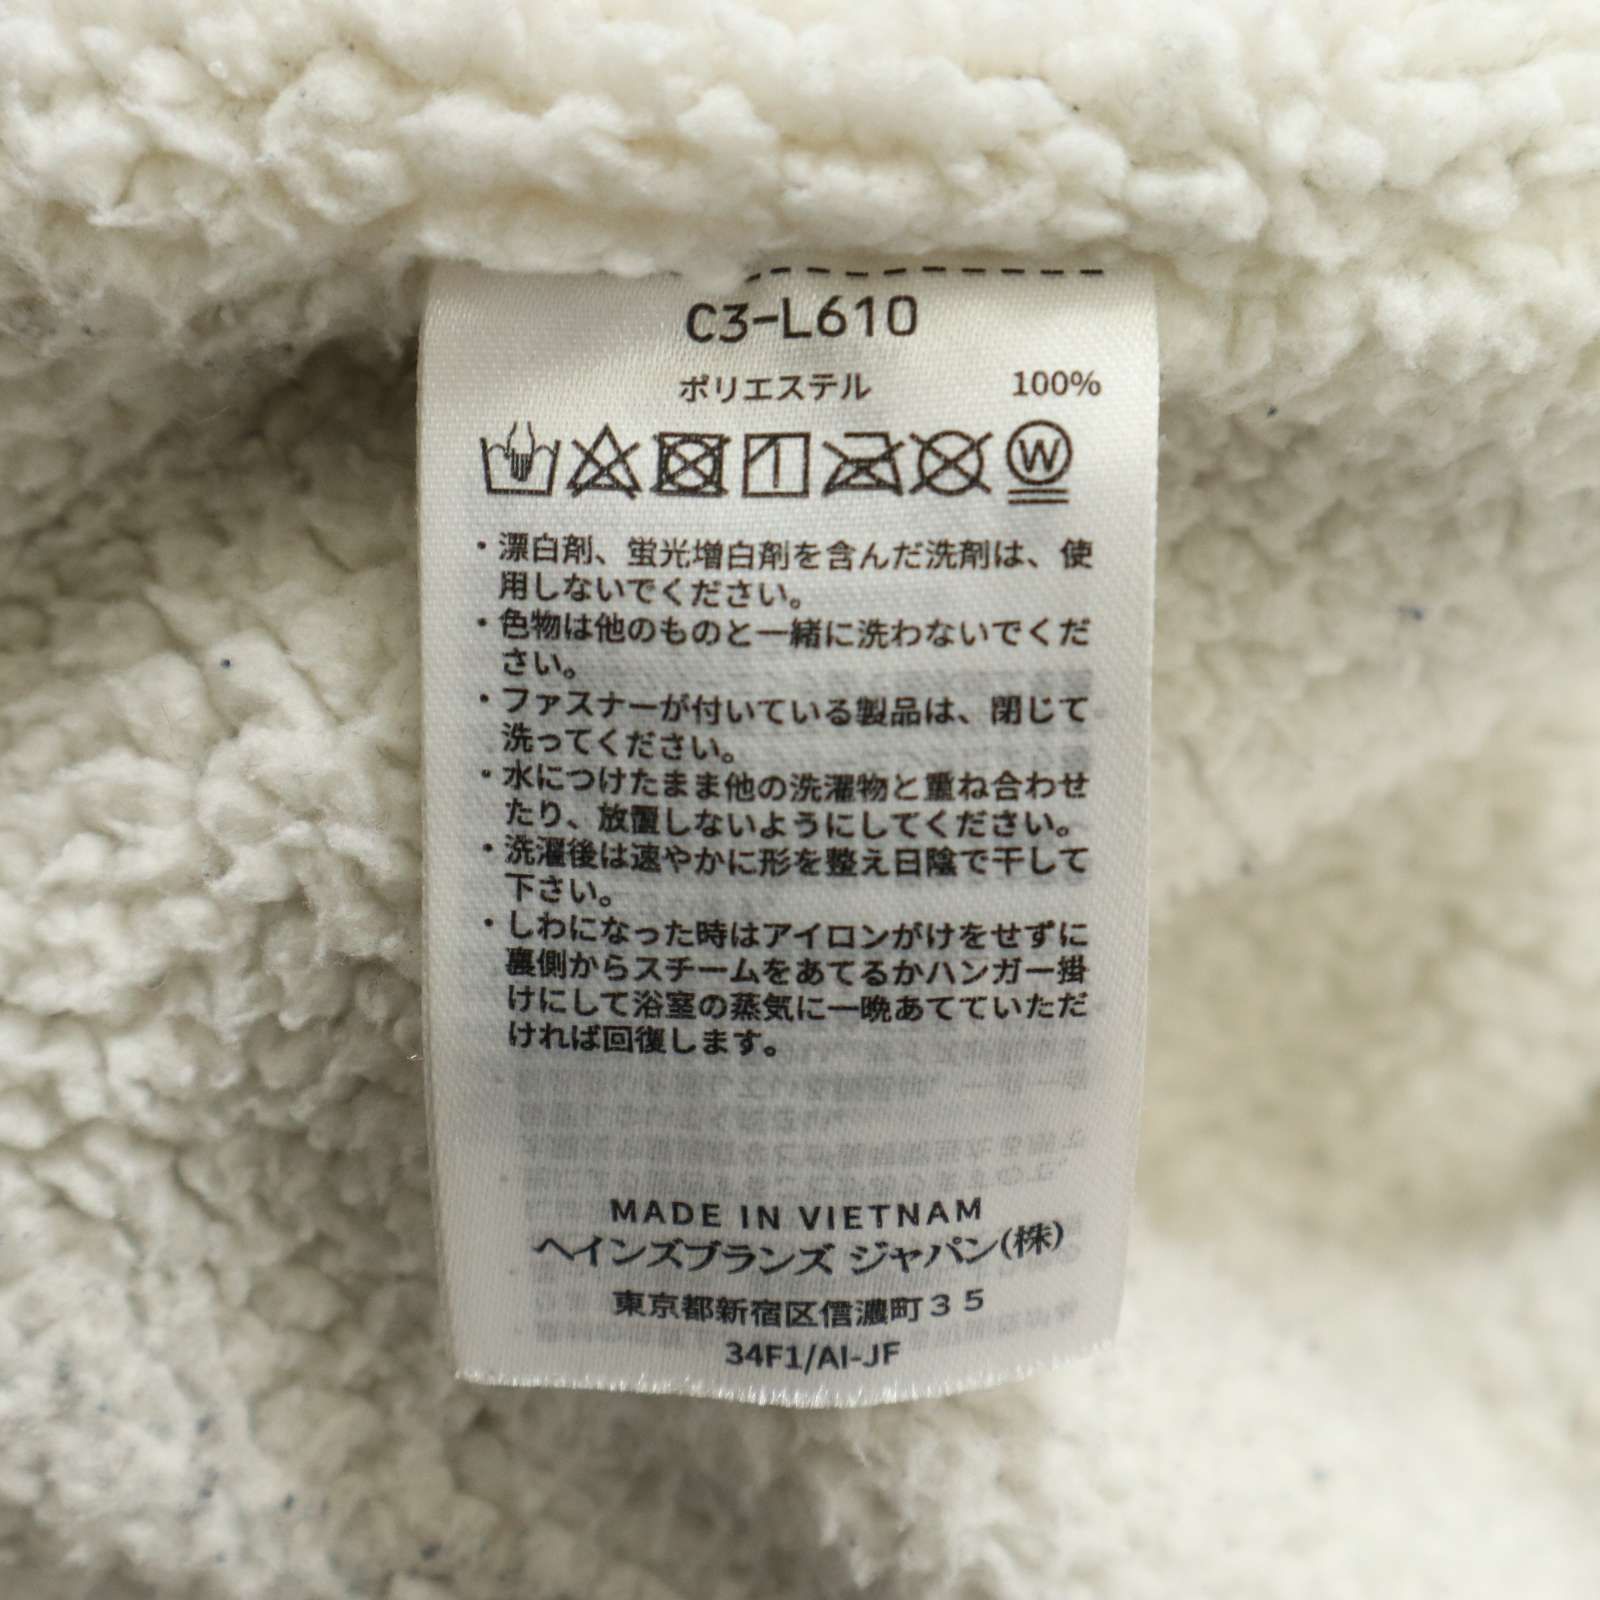 C3-L610
ポリエステル 100%
・漂白剤、蛍光増白剤を含んだ洗剤は、使
用しないでください。
・色物は他のものと一緒に洗わないでくだ
さい。
・ファスナーが付いている製品は、閉じて
洗ってください。
・水につけたまま他の洗濯物と重ね合わせ
たり、放置しないようにしてください。
・洗濯後は速やかに形を整え日陰で干して
下さい。
・しわになった時はアイロンがけをせずに
裏側からスチームをあてるかハンガー掛
けにして浴室の蒸気に一晩あてていただ
ければ回復します。
MADE IN VIETNAM
ヘインズブランズ ジャパン(株)
東京都新宿区信濃町35
34F1/AI-JF